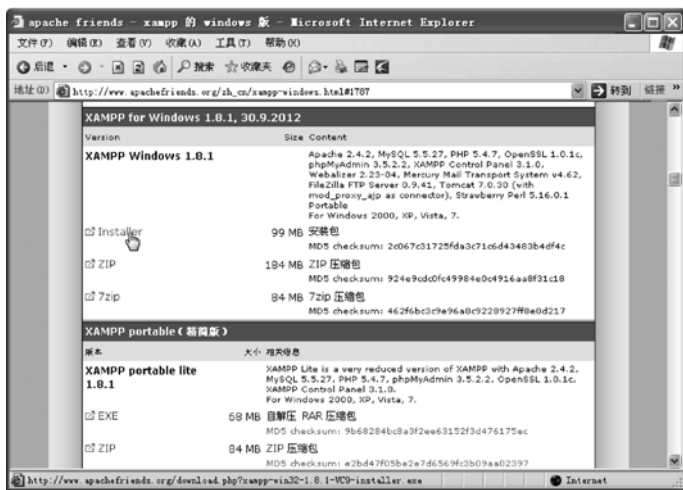 apache friends - xampp 的 windows 版 - Microsoft Internet Explorer
文件(F) 编辑(E) 查看(V) 收藏(A) 工具(T) 帮助(H)
后退 搜索 收藏夹
地址(D) http://www.apachefriends.org/zh_cn/xampp-windows.html#1787 转到 链接 »
XAMPP for Windows 1.8.1, 30.9.2012
Version Size Content
XAMPP Windows 1.8.1 Apache 2.4.2, MySQL 5.5.27, PHP 5.4.7, OpenSSL 1.0.1c,
phpMyAdmin 3.5.2.2, XAMPP Control Panel 3.1.0,
Webalizer 2.23-04, Mercury Mail Transport System v4.62,
FileZilla FTP Server 0.9.41, Tomcat 7.0.30 (with
mod_proxy_ajp as connector), Strawberry Perl 5.16.0.1
Portable
For Windows 2000, XP, Vista, 7.
Installer 99 MB 安装包
MD5 checksum: 2c067c31725fda3c71c6d43483b4df4c
ZIP 184 MB ZIP 压缩包
MD5 checksum: 924e9cdc0fc49984e0c4916aa8f31c18
7zip 84 MB 7zip 压缩包
MD5 checksum: 462f6bc3c9e96a8c9228927ff8e0d217
XAMPP portable(精简版)
版本 大小 相关信息
XAMPP portable lite
1.8.1
XAMPP Lite is a very reduced version of XAMPP with Apache 2.4.2,
MySQL 5.5.27, PHP 5.4.7, phpMyAdmin 3.5.2.2, OpenSSL 1.0.1c,
XAMPP Control Panel 3.1.0.
For Windows 2000, XP, Vista, 7.
EXE 68 MB 自解压 RAR 压缩包
MD5 checksum: 9b68284bc8a3f2ee63152f3d476175ec
ZIP 84 MB ZIP 压缩包
MD5 checksum: e2bd47f05be2e7d6569fc3b09aa02397
http://www.apachefriends.org/download.php?xampp-win32-1.8.1-VC9-installer.exe Internet